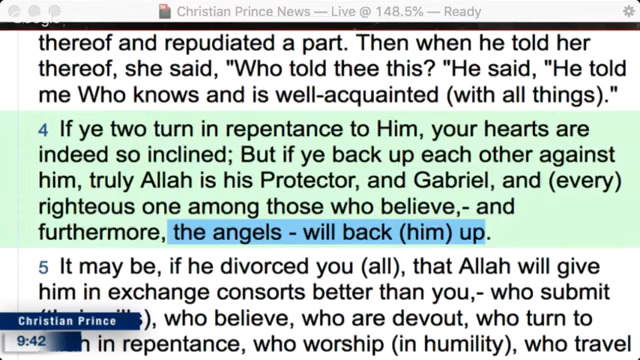 Christian Prince News — Live @ 148.5% — Ready
thereof and repudiated a part. Then when he told her
thereof, she said, "Who told thee this? "He said, "He told
me Who knows and is well-acquainted (with all things)."
4 If ye two turn in repentance to Him, your hearts are
indeed so inclined; But if ye back up each other against
him, truly Allah is his Protector, and Gabriel, and (every)
righteous one among those who believe,- and
furthermore, the angels - will back (him) up.
5 It may be, if he divorced you (all), that Allah will give
him in exchange consorts better than you,- who submit
), who believe, who are devout, who turn to
Christian Prince
in repentance, who worship (in humility), who travel
9:42